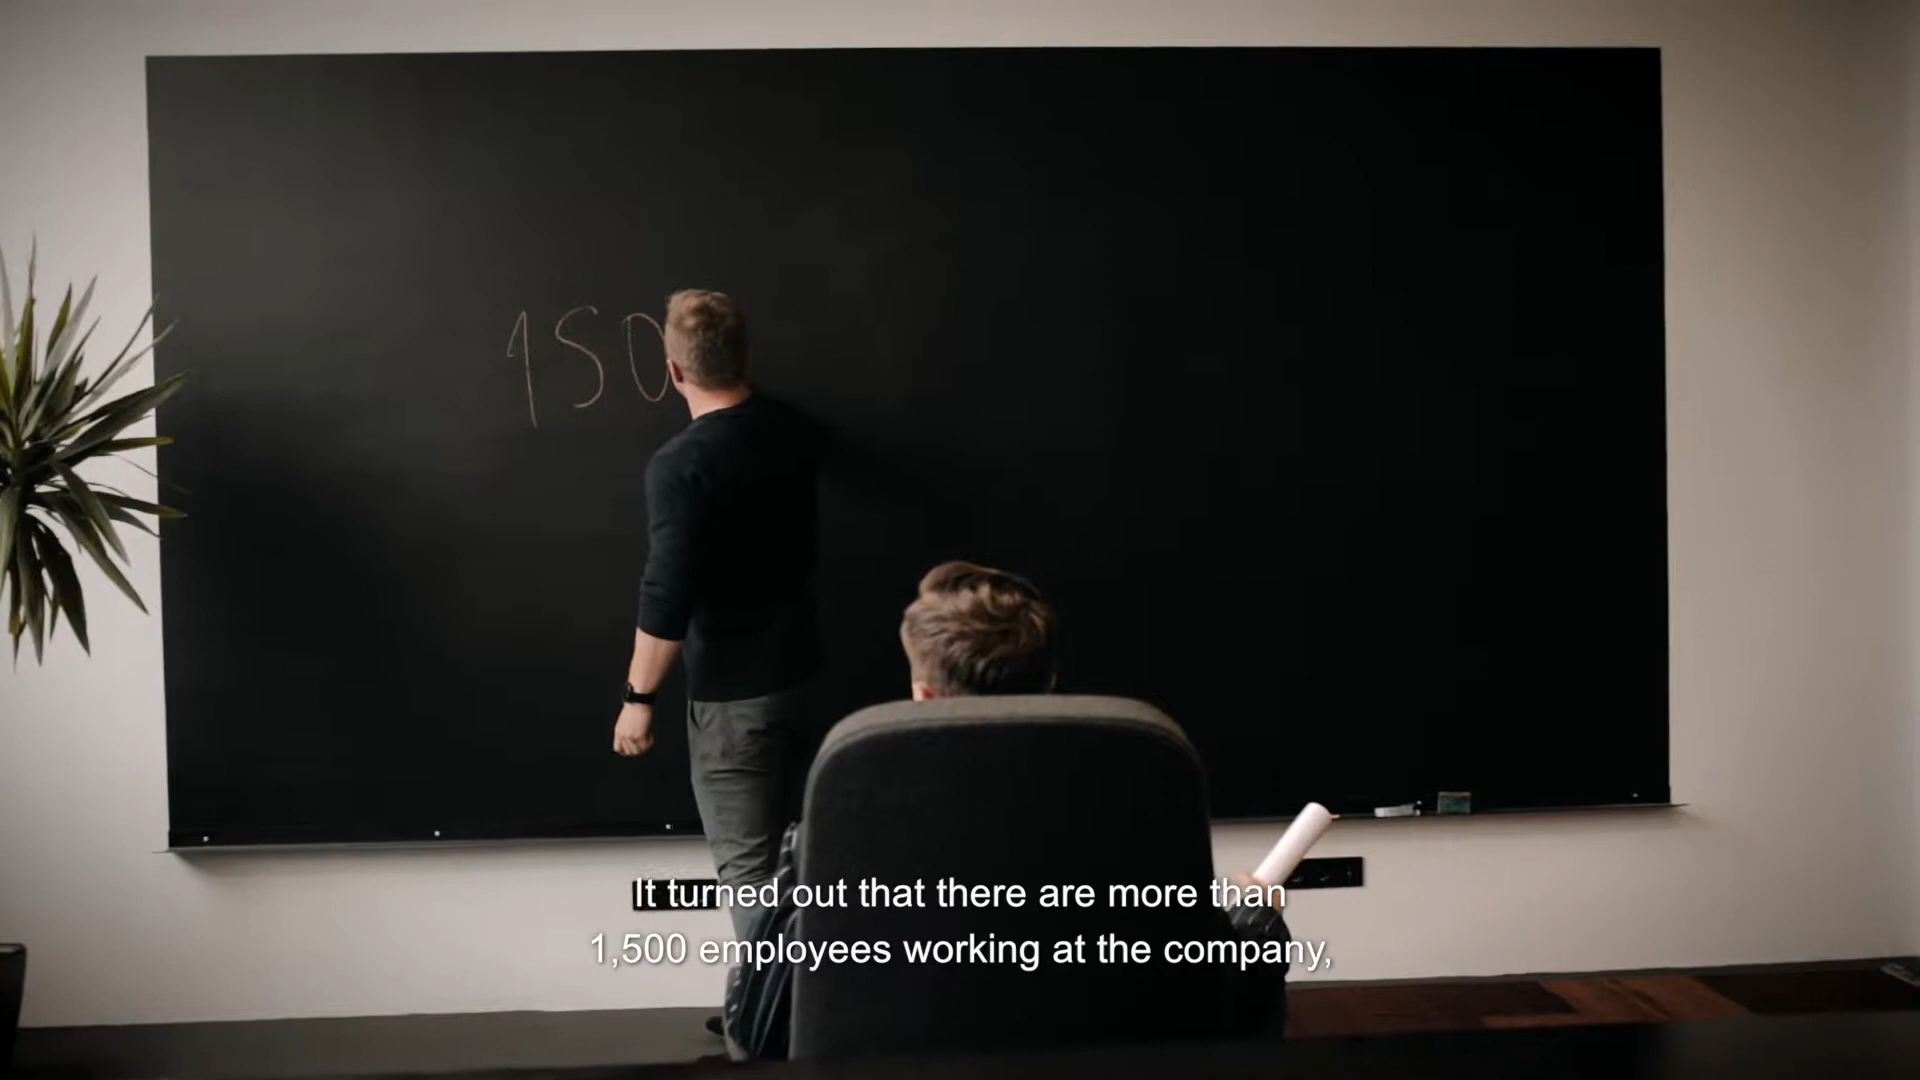 150
It turned out that there are more than
1,500 employees working at the company,